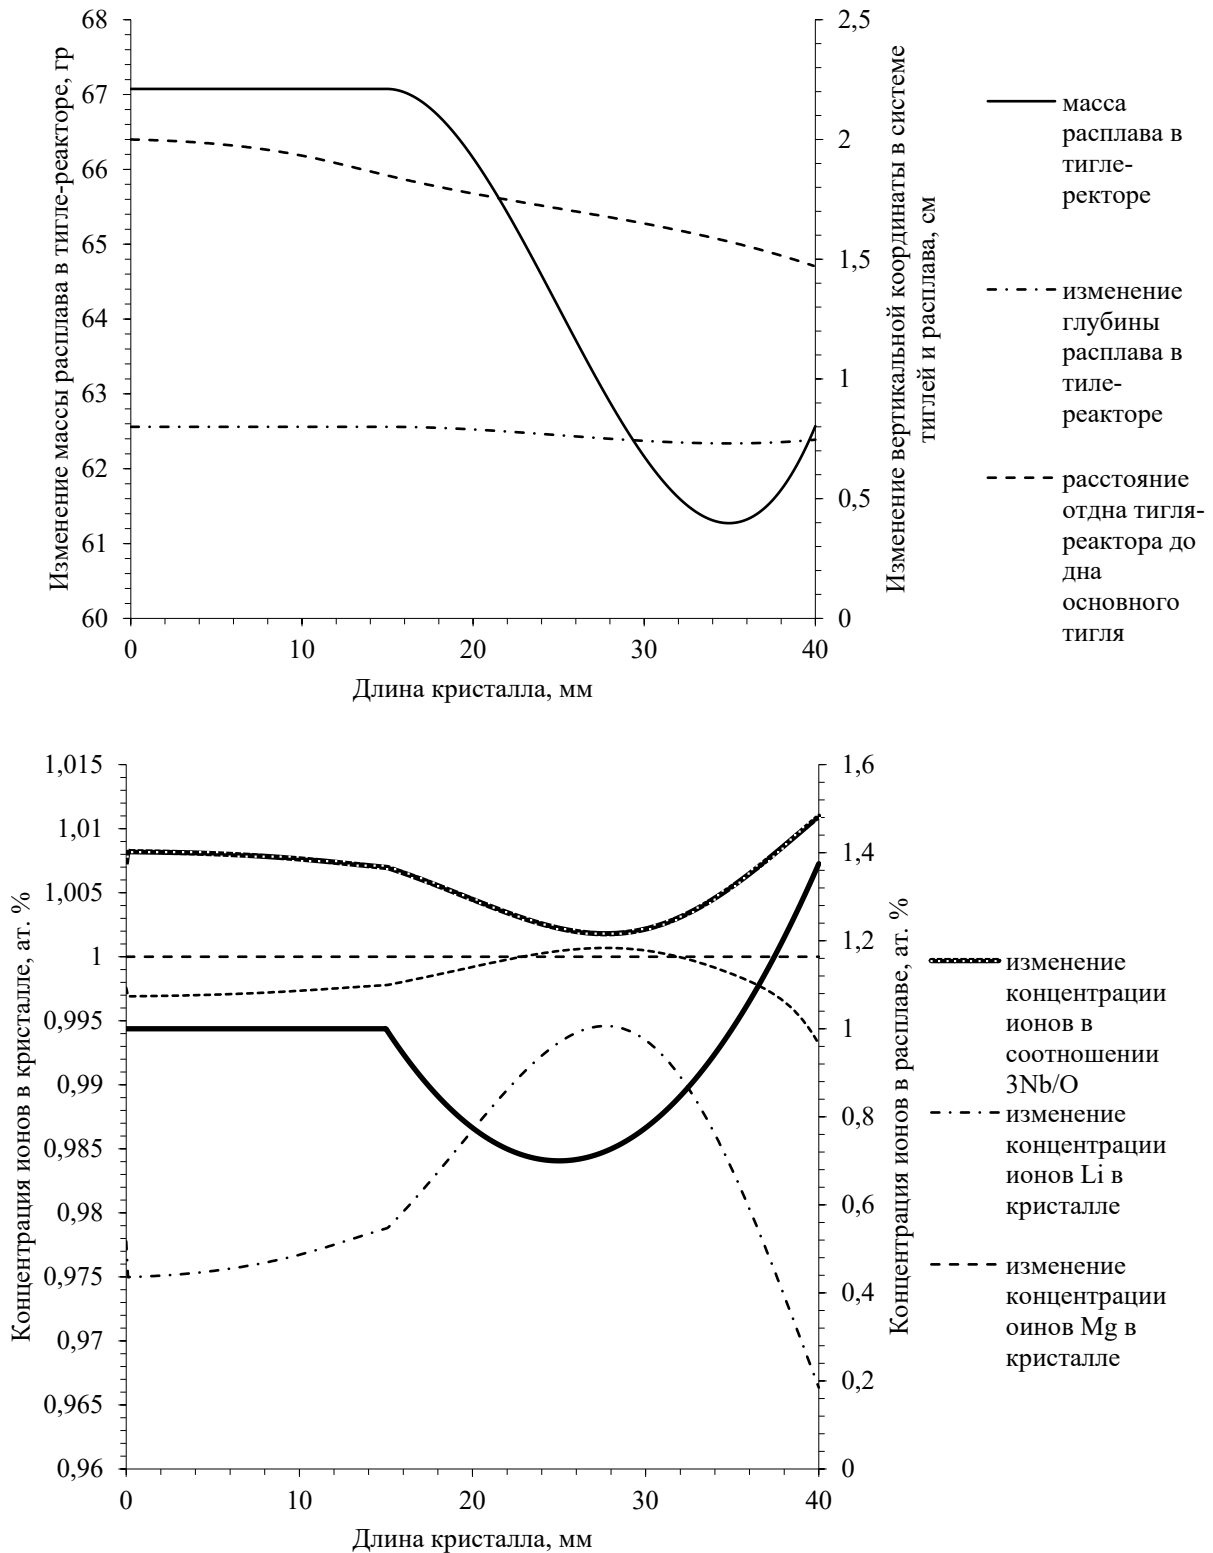 68
67
66
65
64
63
62
61
60
Изменение массы расплава в тигле-реакторе, гр
0
10
20
30
40
Длина кристалла, мм
2,5
2
1,5
1
0,5
0
Изменение вертикальной координаты в системе
тиглей и расплава, см
масса
расплава в
тигле-
ректоре
изменение
глубины
расплава в
тиле-
реакторе
расстояние
отдна тигля-
реактора до
дна
основного
тигля
1,015
1,01
1,005
1
0,995
0,99
0,985
0,98
0,975
0,97
0,965
0,96
Концентрация ионов в кристалле, ат. %
0
10
20
30
40
Длина кристалла, мм
1,6
1,4
1,2
1
0,8
0,6
0,4
0,2
0
Концентрация ионов в расплаве, ат. %
изменение
концентрации
ионов в
соотношении
3Nb/O
изменение
концентрации
ионов Li в
кристалле
изменение
концентрации
оинов Mg в
кристалле